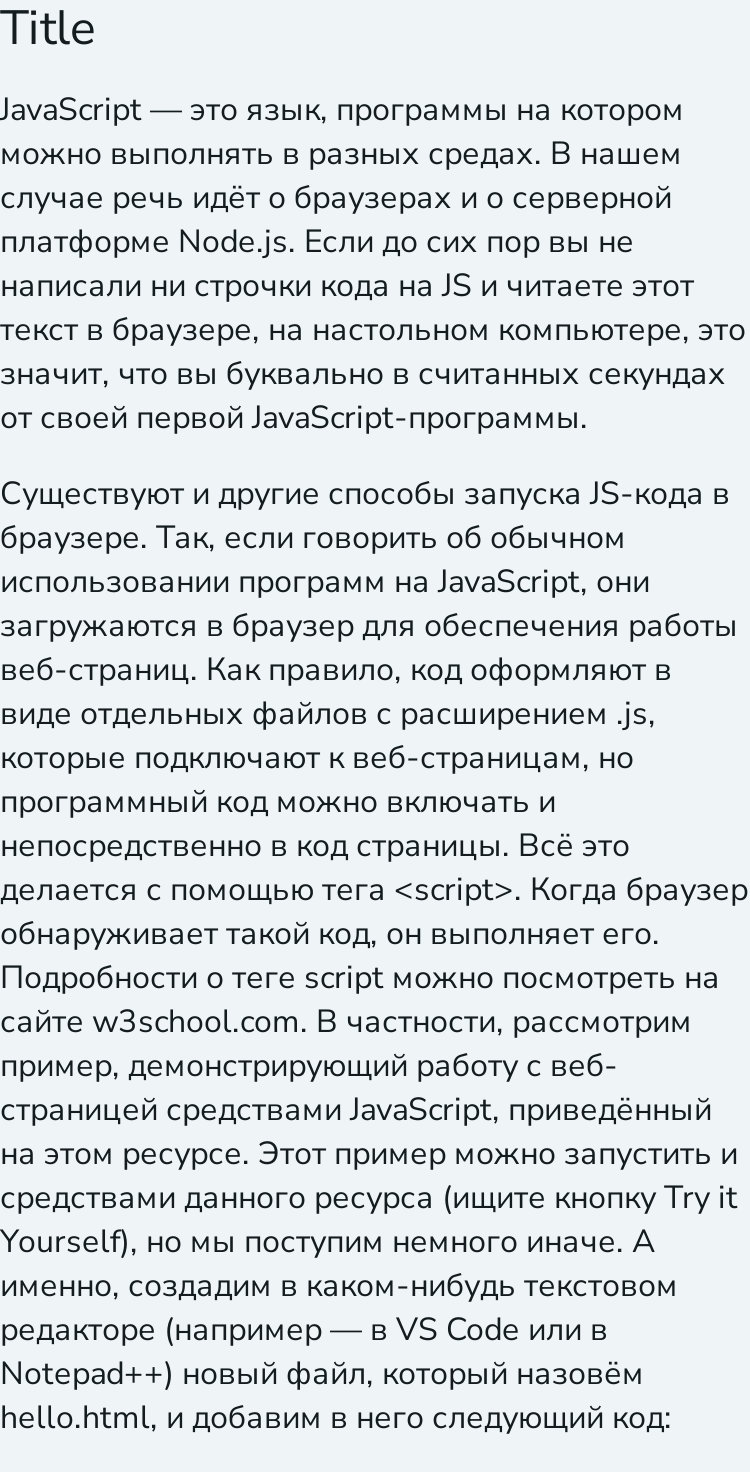 Title
JavaScript — это язык, программы на котором
можно выполнять в разных средах. В нашем
случае речь идёт о браузерах и о серверной
платформе Node.js. Если до сих пор вы не
написали ни строчки кода на JS и читаете этот
текст в браузере, на настольном компьютере, это
значит, что вы буквально в считанных секундах
от своей первой JavaScript-программы.
Существуют и другие способы запуска JS-кода в
браузере. Так, если говорить об обычном
использовании программ на JavaScript, они
загружаются в браузер для обеспечения работы
веб-страниц. Как правило, код оформляют в
виде отдельных файлов с расширением .js,
которые подключают к веб-страницам, но
программный код можно включать и
непосредственно в код страницы. Всё это
делается с помощью тега <script>. Когда браузер
обнаруживает такой код, он выполняет его.
Подробности о теге script можно посмотреть на
сайте w3school.com. В частности, рассмотрим
пример, демонстрирующий работу с веб-
страницей средствами JavaScript, приведённый
на этом ресурсе. Этот пример можно запустить и
средствами данного ресурса (ищите кнопку Try it
Yourself), но мы поступим немного иначе. А
именно, создадим в каком-нибудь текстовом
редакторе (например — в VS Code или в
Notepad++) новый файл, который назовём
hello.html, и добавим в него следующий код: